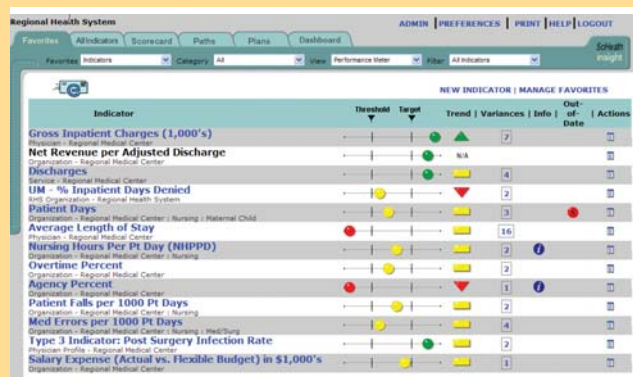 Regional Health System
ADMIN | PREFERENCES | PRINT | HELP | LOGOUT
Favorites All Indicators Scorecard Paths Plans Dashboard
insight
Favorites Indicators Category All View Performance Meter Filter All Indicators
NEW INDICATOR | MANAGE FAVORITES
Indicator Threshold Target Trend | Variances | Info | Out-of-Date | Actions
Gross Inpatient Charges (1,000's) 7
Physician - Regional Medical Center
Net Revenue per Adjusted Discharge N/A
Organization - Regional Medical Center
Discharges 4
Service - Regional Medical Center
UM - % Inpatient Days Denied 2
RHS Organization - Regional Health System
Patient Days 3
Organization - Regional Medical Center : Nursing : Maternal Child
Average Length of Stay 16
Physician - Regional Medical Center
Nursing Hours Per Pt Day (NHPPD) 2 i
Organization - Regional Medical Center : Nursing
Overtime Percent 2
Organization - Regional Medical Center
Agency Percent 1 i
Organization - Regional Medical Center
Patient Falls per 1000 Pt Days 2
Organization - Regional Medical Center : Nursing
Med Errors per 1000 Pt Days 4
Organization - Regional Medical Center : Nursing : Med/Surg
Type 3 Indicator: Post Surgery Infection Rate 2
Physician Profile - Regional Medical Center
Salary Expense (Actual vs. Flexible Budget) in $1,000's 1
Organization - Regional Medical Center